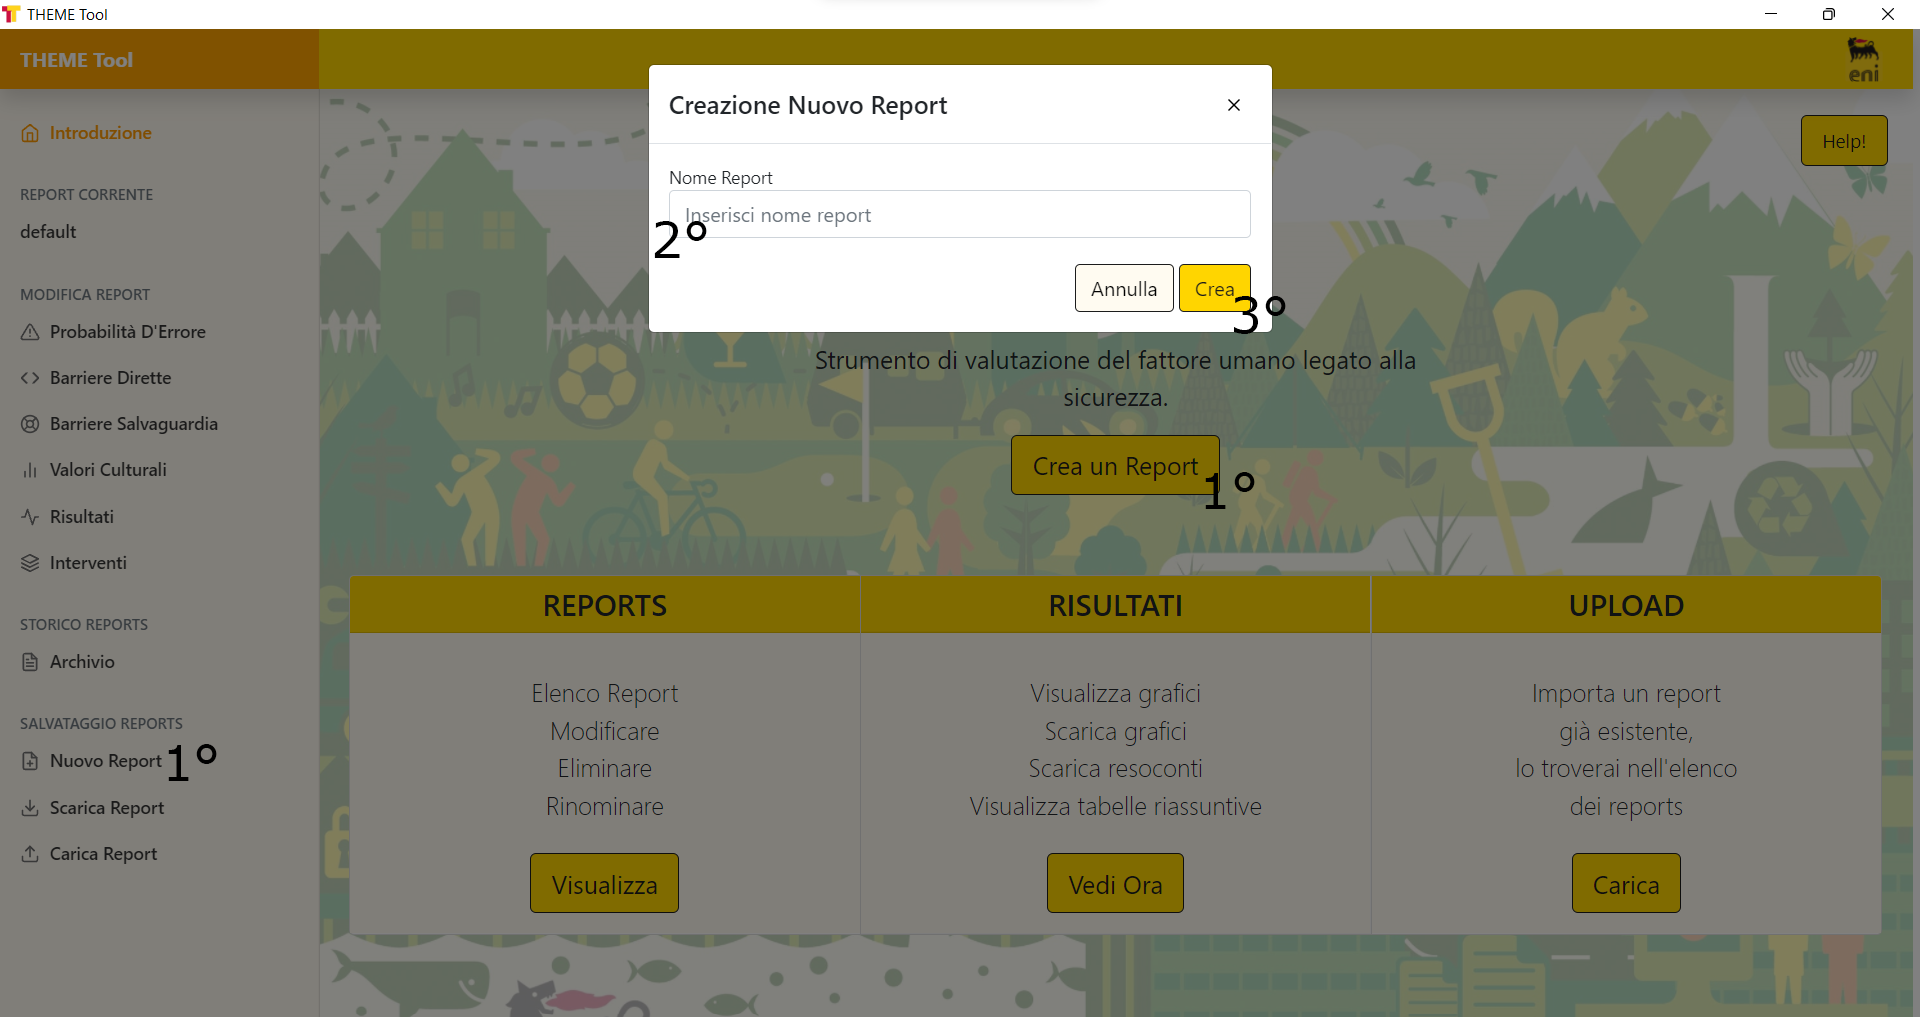 THEME Tool
THEME Tool
eni
Introduzione
REPORT CORRENTE
default
MODIFICA REPORT
Probabilità D'Errore
Barriere Dirette
Barriere Salvaguardia
Valori Culturali
Risultati
Interventi
STORICO REPORTS
Archivio
SALVATAGGIO REPORTS
Nuovo Report 1°
Scarica Report
Carica Report
Help!
Creazione Nuovo Report
Nome Report
Inserisci nome report
2°
Annulla
Crea
3°
Strumento di valutazione del fattore umano legato alla
sicurezza.
Crea un Report
1°
REPORTS
Elenco Report
Modificare
Eliminare
Rinominare
Visualizza
RISULTATI
Visualizza grafici
Scarica grafici
Scarica resoconti
Visualizza tabelle riassuntive
Vedi Ora
UPLOAD
Importa un report
già esistente,
lo troverai nell'elenco
dei reports
Carica